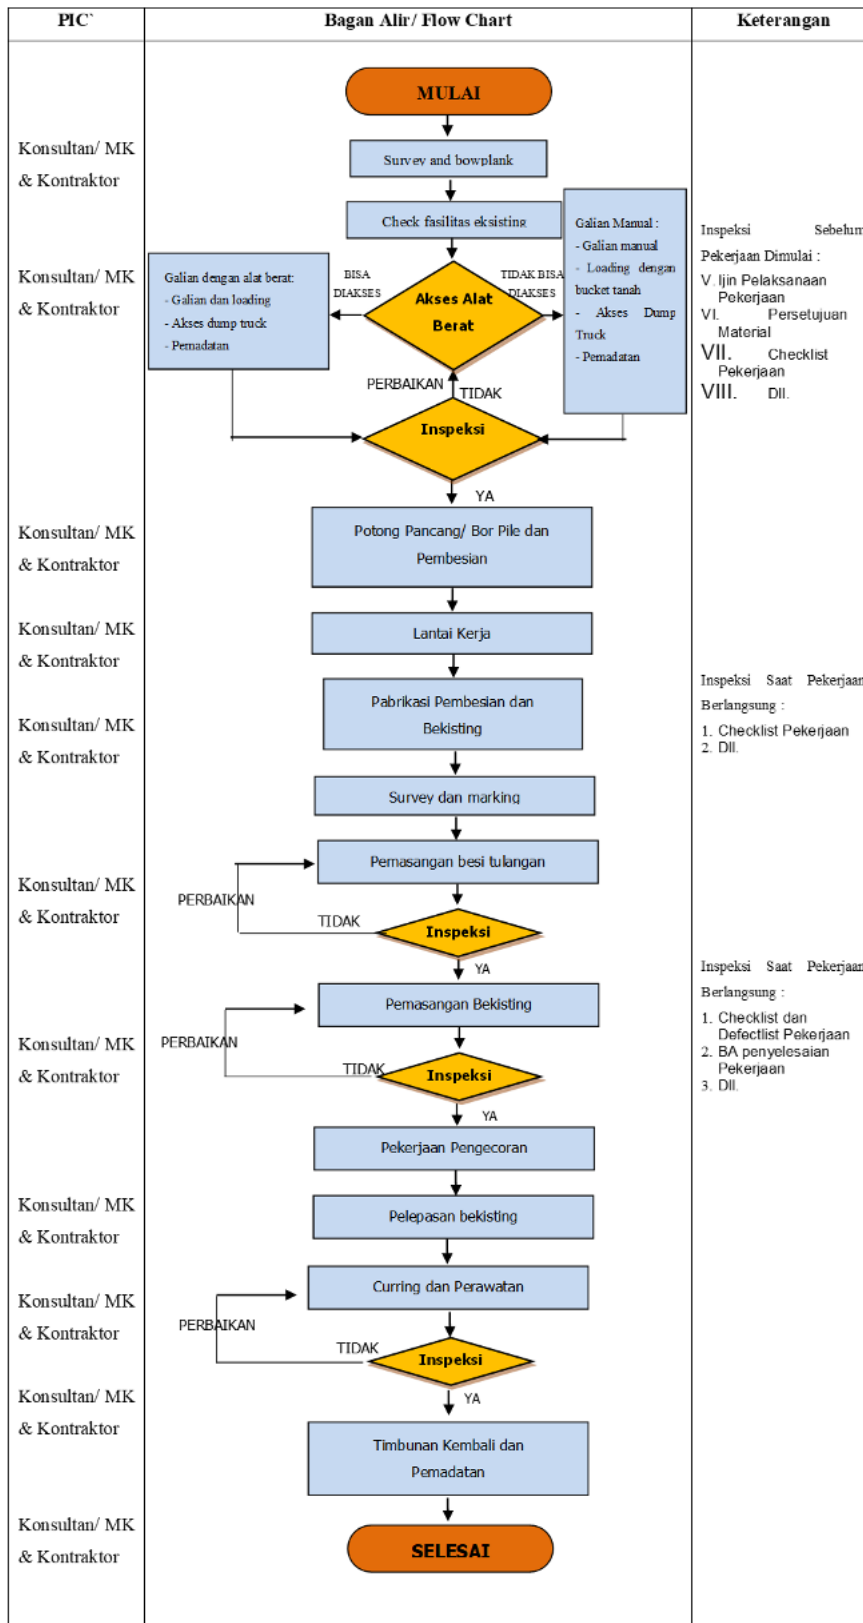 PIC`
Bagan Alir/ Flow Chart
Keterangan
MULAI
Konsultan/ MK
& Kontraktor
Survey and bowplank
Check fasilitas eksisting
Galian Manual :
- Galian manual
- Loading dengan
bucket tanah
- Akses Dump
Truck
- Pemadatan
Inspeksi Sebelum
Pekerjaan Dimulai :
V. Ijin Pelaksanaan
Pekerjaan
VI. Persetujuan
Material
VII. Checklist
Pekerjaan
VIII. Dll.
Konsultan/ MK
& Kontraktor
Galian dengan alat berat:
- Galian dan loading
- Akses dump truck
- Pemadatan
BISA
DIAKSES
Akses Alat
Berat
TIDAK BISA
DIAKSES
PERBAIKAN
TIDAK
Inspeksi
YA
Konsultan/ MK
& Kontraktor
Potong Pancang/ Bor Pile dan
Pembesian
Konsultan/ MK
& Kontraktor
Lantai Kerja
Konsultan/ MK
& Kontraktor
Pabrikasi Pembesian dan
Bekisting
Inspeksi Saat Pekerjaan
Berlangsung :
1. Checklist Pekerjaan
2. Dll.
Survey dan marking
Konsultan/ MK
& Kontraktor
Pemasangan besi tulangan
PERBAIKAN
TIDAK
Inspeksi
YA
Inspeksi Saat Pekerjaan
Berlangsung :
1. Checklist dan
Defectlist Pekerjaan
2. BA penyelesaian
Pekerjaan
3. Dll.
Konsultan/ MK
& Kontraktor
Pemasangan Bekisting
PERBAIKAN
TIDAK
Inspeksi
YA
Pekerjaan Pengecoran
Konsultan/ MK
& Kontraktor
Pelepasan bekisting
Konsultan/ MK
& Kontraktor
Curring dan Perawatan
PERBAIKAN
TIDAK
Inspeksi
YA
Konsultan/ MK
& Kontraktor
Timbunan Kembali dan
Pemadatan
Konsultan/ MK
& Kontraktor
SELESAI